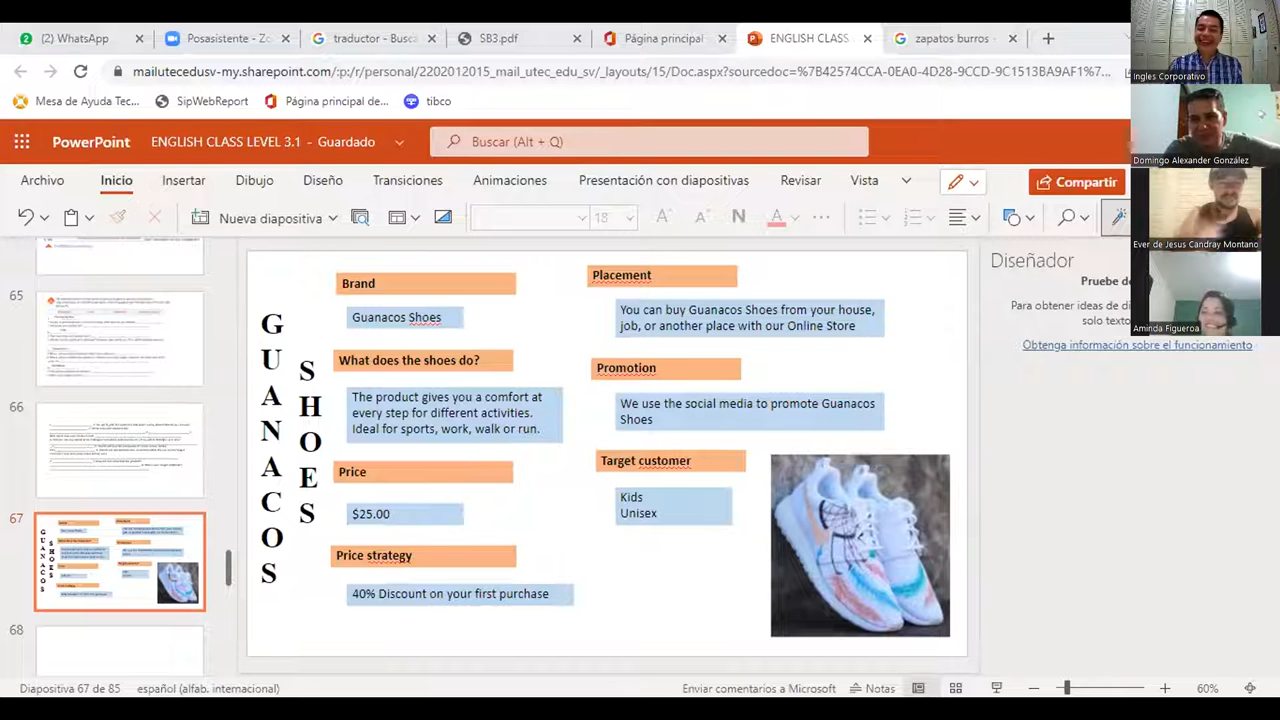 (2) WhatsApp
Posasistente - Zo
traductor - Busca
Página principal
ENGLISH CLASS
zapatos burros -
mailutecedusv-my.sharepoint.com/:p:/r/personal/2202012015_mail_utec_edu_sv/_layouts/15/Doc.aspx?sourcedoc=%7B42574CCA-0EA0-4D28-9CCD-9C1513BA9AF1%7...
Mesa de Ayuda Tec...
SipWebReport
Página principal de...
tibco
PowerPoint
ENGLISH CLASS LEVEL 3.1 - Guardado
Buscar (Alt + Q)
Archivo
Inicio
Insertar
Dibujo
Diseño
Transiciones
Animaciones
Presentación con diapositivas
Revisar
Vista
Compartir
Nueva diapositiva
18
N
A
65
66
67
68
GUANACOS
SHOES
Brand
Guanacos Shoes
What does the shoes do?
The product gives you a comfort at
every step for different activities.
Ideal for sports, work, walk or run.
Price
$25.00
Price strategy
40% Discount on your first purchase
Placement
You can buy Guanacos Shoes from your house,
job, or another place with our Online Store
Promotion
We use the social media to promote Guanacos
Shoes
Target customer
Kids
Unisex
Diseñador
Pruebe de
Para obtener ideas de di
solo texto
Obtenga información sobre el funcionamiento
Ingles Corporativo
Domingo Alexander González
Ever de Jesus Candray Montano
Aminda Figueroa
Diapositiva 67 de 85
español (alfab. internacional)
Enviar comentarios a Microsoft
Notas
60%